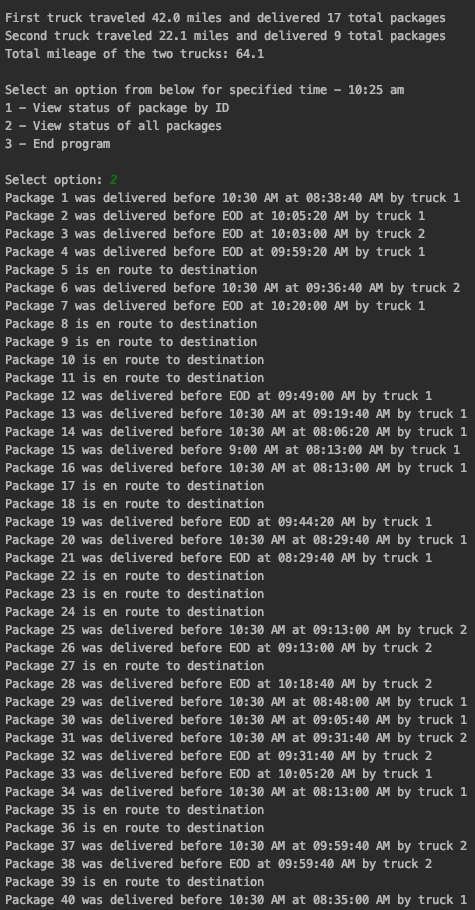 First truck traveled 42.0 miles and delivered 17 total packages
Second truck traveled 22.1 miles and delivered 9 total packages
Total mileage of the two trucks: 64.1
Select an option from below for specified time - 10:25 am
1 - View status of package by ID
2 - View status of all packages
3 - End program
Select option: 2
Package 1 was delivered before 10:30 AM at 08:38:40 AM by truck 1
Package 2 was delivered before EOD at 10:05:20 AM by truck 1
Package 3 was delivered before EOD at 10:03:00 AM by truck 2
Package 4 was delivered before EOD at 09:59:20 AM by truck 1
Package 5 is en route to destination
Package 6 was delivered before 10:30 AM at 09:36:40 AM by truck 2
Package 7 was delivered before EOD at 10:20:00 AM by truck 1
Package 8 is en route to destination
Package 9 is en route to destination
Package 10 is en route to destination
Package 11 is en route to destination
Package 12 was delivered before EOD at 09:49:00 AM by truck 1
Package 13 was delivered before 10:30 AM at 09:19:40 AM by truck 1
Package 14 was delivered before 10:30 AM at 08:06:20 AM by truck 1
Package 15 was delivered before 9:00 AM at 08:13:00 AM by truck 1
Package 16 was delivered before 10:30 AM at 08:13:00 AM by truck 1
Package 17 is en route to destination
Package 18 is en route to destination
Package 19 was delivered before EOD at 09:44:20 AM by truck 1
Package 20 was delivered before 10:30 AM at 08:29:40 AM by truck 1
Package 21 was delivered before EOD at 08:29:40 AM by truck 1
Package 22 is en route to destination
Package 23 is en route to destination
Package 24 is en route to destination
Package 25 was delivered before 10:30 AM at 09:13:00 AM by truck 2
Package 26 was delivered before EOD at 09:13:00 AM by truck 2
Package 27 is en route to destination
Package 28 was delivered before EOD at 10:18:40 AM by truck 2
Package 29 was delivered before 10:30 AM at 08:48:00 AM by truck 1
Package 30 was delivered before 10:30 AM at 09:05:40 AM by truck 1
Package 31 was delivered before 10:30 AM at 09:31:40 AM by truck 2
Package 32 was delivered before EOD at 09:31:40 AM by truck 2
Package 33 was delivered before EOD at 10:05:20 AM by truck 1
Package 34 was delivered before 10:30 AM at 08:13:00 AM by truck 1
Package 35 is en route to destination
Package 36 is en route to destination
Package 37 was delivered before 10:30 AM at 09:59:40 AM by truck 2
Package 38 was delivered before EOD at 09:59:40 AM by truck 2
Package 39 is en route to destination
Package 40 was delivered before 10:30 AM at 08:35:00 AM by truck 1